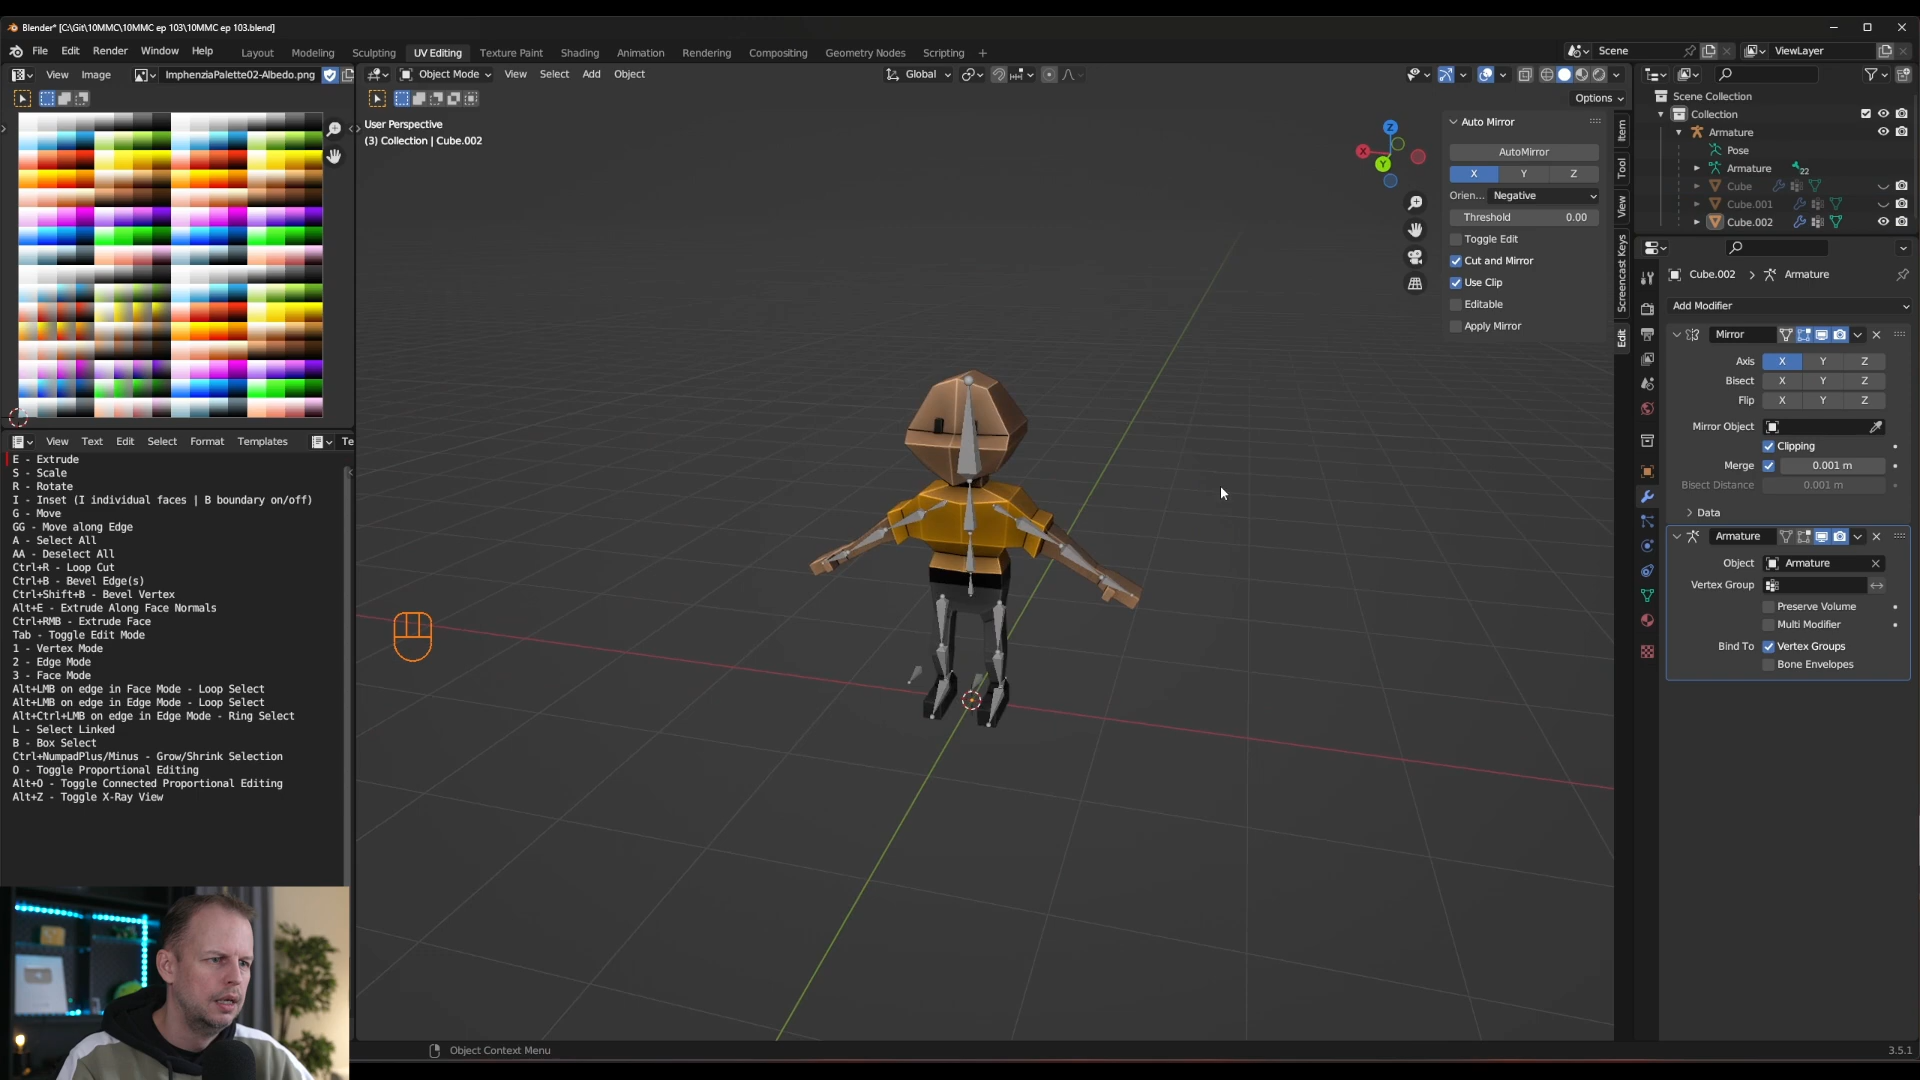 Blender* [C:\Git\10MMC\10MMC ep 103\10MMC ep 103.blend]
File Edit Render Window Help Layout Modeling Sculpting UV Editing Texture Paint Shading Animation Rendering Compositing Geometry Nodes Scripting + Scene ViewLayer
View Image ImphenziaPalette02-Albedo.png Object Mode View Select Add Object Global
Options
User Perspective
(3) Collection | Cube.002
Z
X
Y
Auto Mirror
AutoMirror
X Y Z
Orien... Negative
Threshold 0.00
Toggle Edit
Cut and Mirror
Use Clip
Editable
Apply Mirror
Item
Tool
View
Screencast Keys
Edit
Scene Collection
Collection
Armature
Pose
Armature 22
Cube
Cube.001
Cube.002
Cube.002 > Armature
Add Modifier
Mirror
Axis X Y Z
Bisect X Y Z
Flip X Y Z
Mirror Object
Clipping
Merge 0.001 m
Bisect Distance 0.001 m
Data
Armature
Object Armature
Vertex Group
Preserve Volume
Multi Modifier
Bind To Vertex Groups
Bone Envelopes
View Text Edit Select Format Templates Te
E - Extrude
S - Scale
R - Rotate
I - Inset (I individual faces | B boundary on/off)
G - Move
GG - Move along Edge
A - Select All
AA - Deselect All
Ctrl+R - Loop Cut
Ctrl+B - Bevel Edge(s)
Ctrl+Shift+B - Bevel Vertex
Alt+E - Extrude Along Face Normals
Ctrl+RMB - Extrude Face
Tab - Toggle Edit Mode
1 - Vertex Mode
2 - Edge Mode
3 - Face Mode
Alt+LMB on edge in Face Mode - Loop Select
Alt+LMB on edge in Edge Mode - Loop Select
Alt+Ctrl+LMB on edge in Edge Mode - Ring Select
L - Select Linked
B - Box Select
Ctrl+NumpadPlus/Minus - Grow/Shrink Selection
O - Toggle Proportional Editing
Alt+O - Toggle Connected Proportional Editing
Alt+Z - Toggle X-Ray View
Object Context Menu
3.5.1